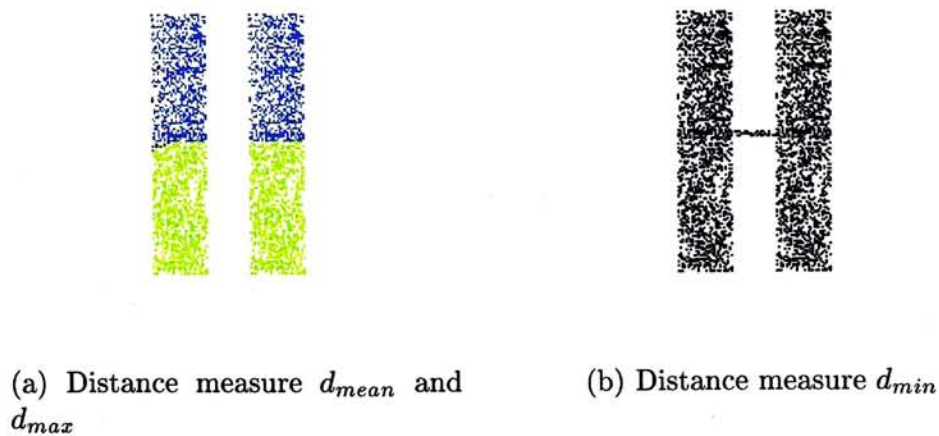 (a) Distance measure d_mean and
d_max
(b) Distance measure d_min